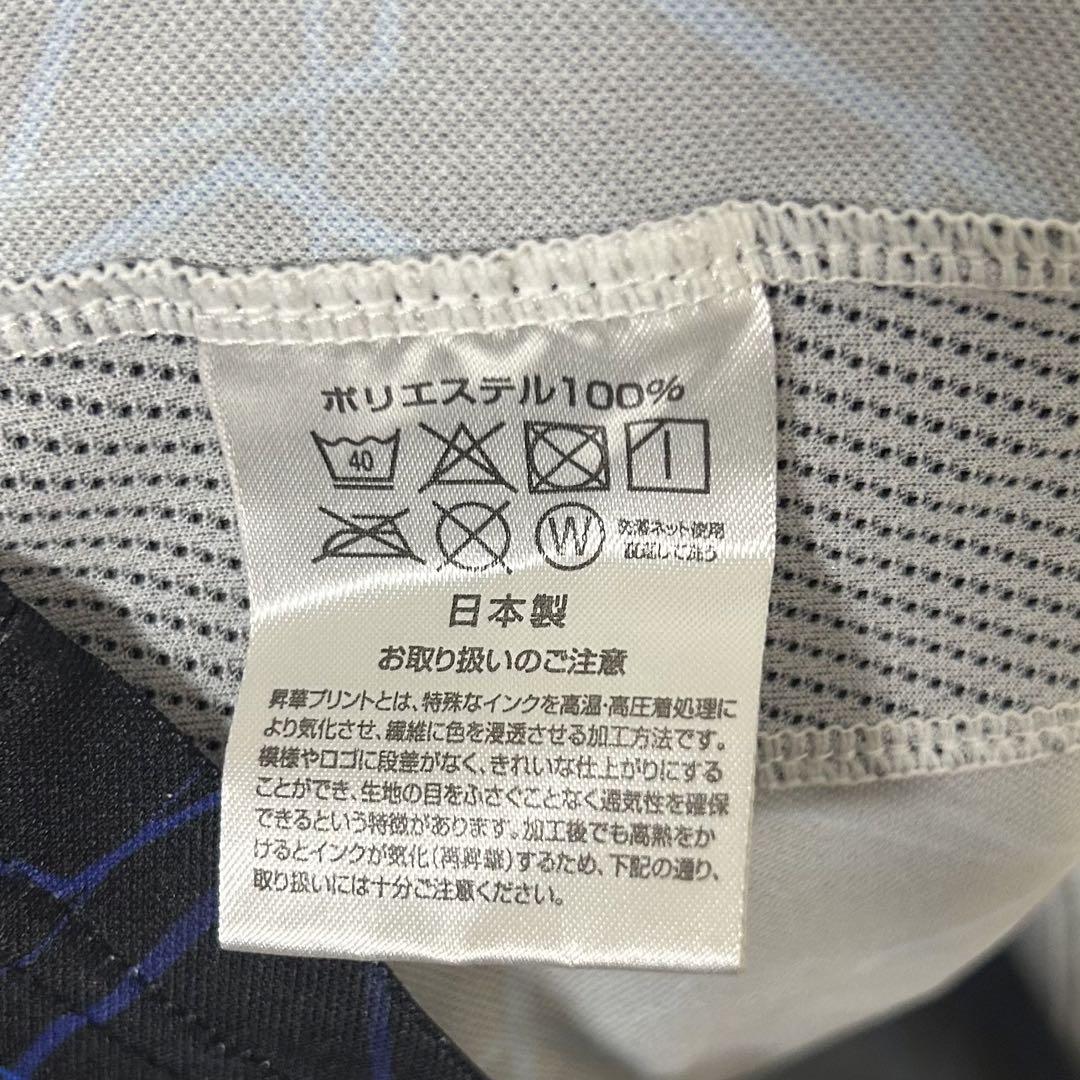 ポリエステル100%
40
W
洗濯ネット使用
裏返しで洗う
日本製
お取り扱いのご注意
昇華プリントとは、特殊なインクを高温・高圧着処理に
より気化させ、繊維に色を浸透させる加工方法です。
模様やロゴに段差がなく、きれいな仕上がりにする
ことができ、生地の目をふさぐことなく通気性を確保
できるという特徴があります。加工後でも高熱をか
けるとインクが気化(再昇華)するため、下記の通り、
取り扱いには十分ご注意ください。